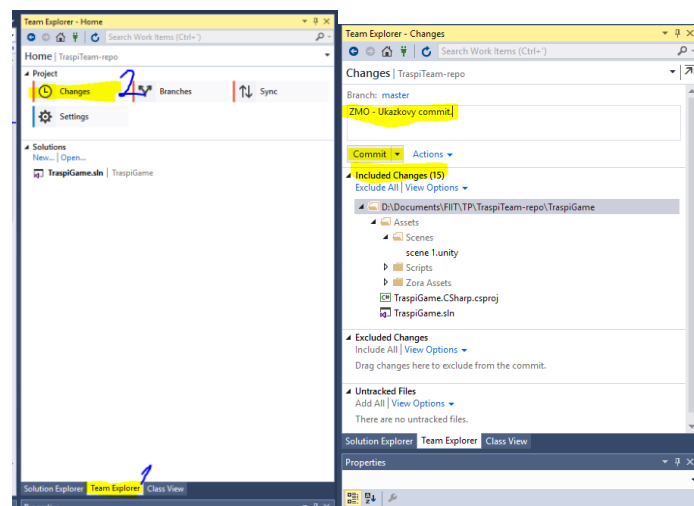 Team Explorer - Home
Search Work Items (Ctrl+')
Home | TraspiTeam-repo
Project
Changes
2
Branches
Sync
Settings
Solutions
New... | Open...
TraspiGame.sln | TraspiGame
1
Solution Explorer Team Explorer Class View
Team Explorer - Changes
Search Work Items (Ctrl+')
Changes | TraspiTeam-repo
Branch: master
ZMO - Ukazkovy commit.
Commit Actions
Included Changes (15)
Exclude All | View Options
D:\Documents\FIIT\TP\TraspiTeam-repo\TraspiGame
Assets
Scenes
scene 1.unity
Scripts
Zora Assets
C# TraspiGame.CSharp.csproj
TraspiGame.sln
Excluded Changes
Include All | View Options
Drag changes here to exclude from the commit.
Untracked Files
Add All | View Options
There are no untracked files.
Solution Explorer Team Explorer Class View
Properties